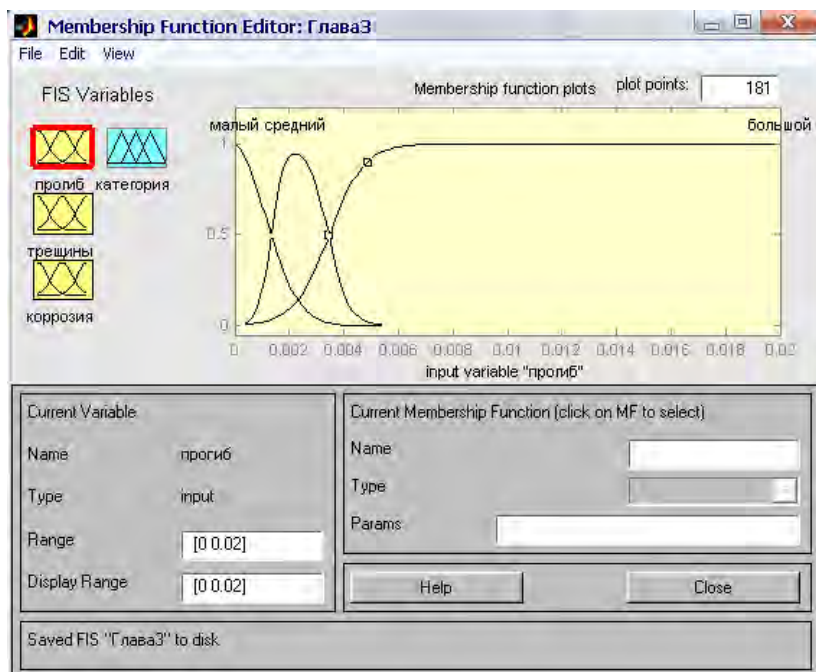 Membership Function Editor: Глава3
File Edit View
FIS Variables
Membership function plots plot points: 181
малый средний большой
прогиб категория
трещины
коррозия
1
0.5
0
0 0.002 0.004 0.006 0.008 0.01 0.012 0.014 0.016 0.018 0.02
input variable "прогиб"
Current Variable
Name прогиб
Type input
Range [0 0.02]
Display Range [0 0.02]
Current Membership Function (click on MF to select)
Name
Type
Params
Help Close
Saved FIS "Глава3" to disk